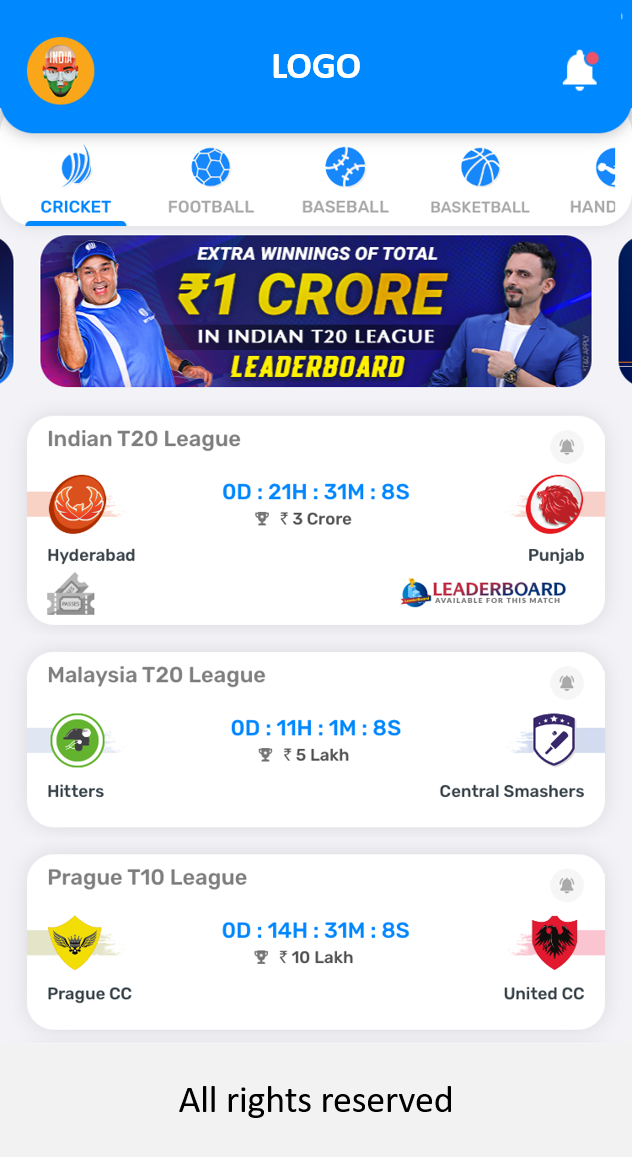 INDIA
LOGO
CRICKET
FOOTBALL
BASEBALL
BASKETBALL
HAND
EXTRA WINNINGS OF TOTAL
₹1 CRORE
IN INDIAN T20 LEAGUE
LEADERBOARD
*T&C APPLY
Indian T20 League
0D : 21H : 31M : 8S
₹ 3 Crore
Hyderabad
Punjab
PASSES
LEADERBOARD
AVAILABLE FOR THIS MATCH
Malaysia T20 League
0D : 11H : 1M : 8S
₹ 5 Lakh
Hitters
Central Smashers
Prague T10 League
0D : 14H : 31M : 8S
₹ 10 Lakh
Prague CC
United CC
All rights reserved